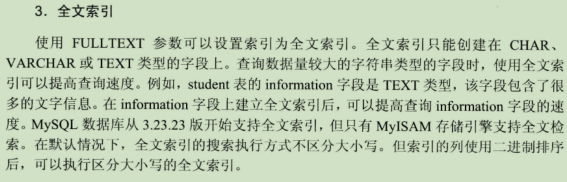 3．全文索引
使用 FULLTEXT 参数可以设置索引为全文索引。全文索引只能创建在 CHAR、
VARCHAR 或 TEXT 类型的字段上。查询数据量较大的字符串类型的字段时，使用全文索
引可以提高查询速度。例如，student 表的 information 字段是 TEXT 类型，该字段包含了很
多的文字信息。在 information 字段上建立全文索引后，可以提高查询 information 字段的速
度。MySQL 数据库从 3.23.23 版开始支持全文索引，但只有 MyISAM 存储引擎支持全文检
索。在默认情况下，全文索引的搜索执行方式不区分大小写。但索引的列使用二进制排序
后，可以执行区分大小写的全文索引。